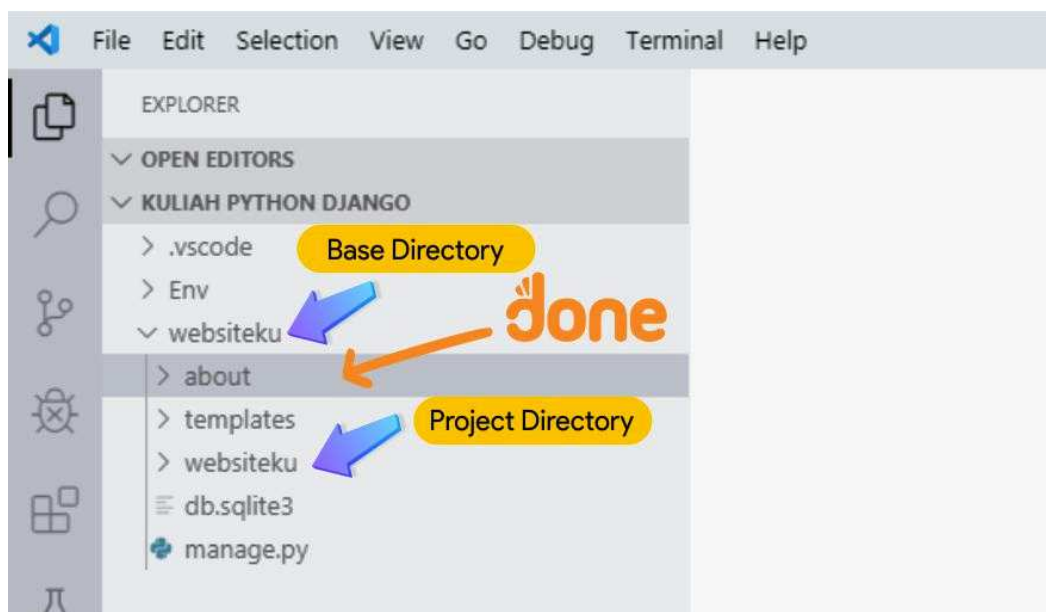 File Edit Selection View Go Debug Terminal Help
EXPLORER
OPEN EDITORS
KULIAH PYTHON DJANGO
.vscode
Base Directory
Env
done
websiteku
about
templates
Project Directory
websiteku
db.sqlite3
manage.py